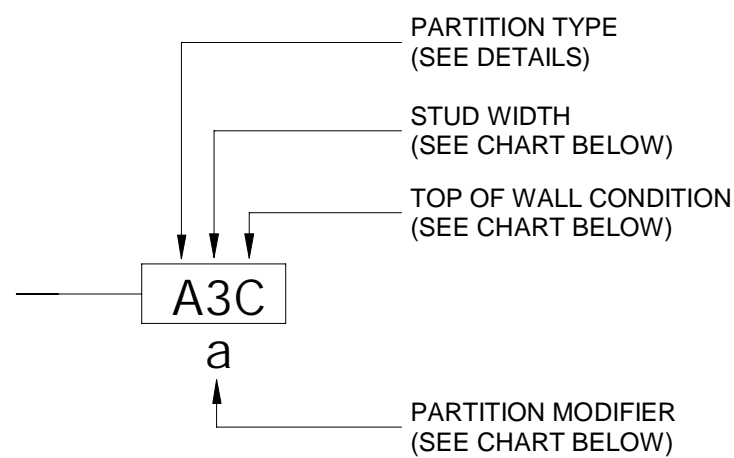 PARTITION TYPE
(SEE DETAILS)
STUD WIDTH
(SEE CHART BELOW)
TOP OF WALL CONDITION
(SEE CHART BELOW)
A3C
a
PARTITION MODIFIER
(SEE CHART BELOW)